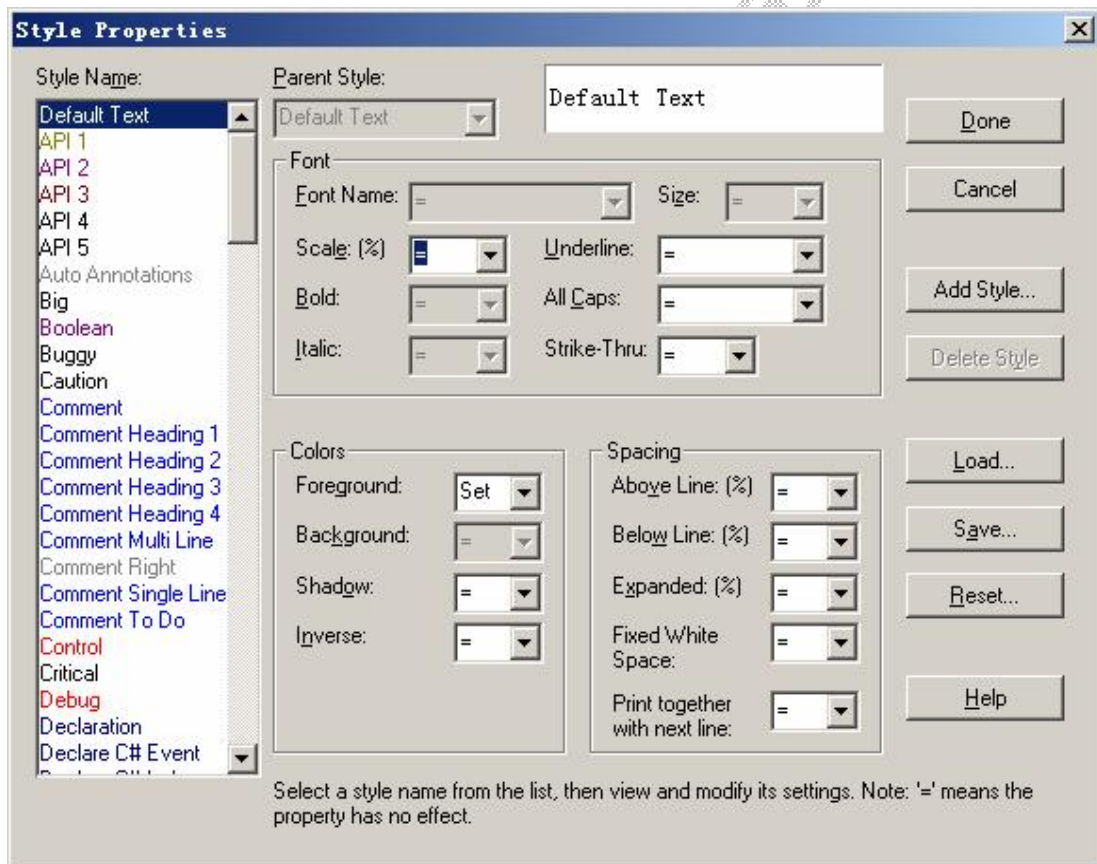 Style Properties
Style Name:
Default Text
API 1
API 2
API 3
API 4
API 5
Auto Annotations
Big
Boolean
Buggy
Caution
Comment
Comment Heading 1
Comment Heading 2
Comment Heading 3
Comment Heading 4
Comment Multi Line
Comment Right
Comment Single Line
Comment To Do
Control
Critical
Debug
Declaration
Declare C# Event
Parent Style:
Default Text
Default Text
Font
Font Name: =
Size: =
Scale: (%) =
Underline: =
Bold: =
All Caps: =
Italic: =
Strike-Thru: =
Colors
Foreground: Set
Background: =
Shadow: =
Inverse: =
Spacing
Above Line: (%) =
Below Line: (%) =
Expanded: (%) =
Fixed White
Space: =
Print together
with next line: =
Done
Cancel
Add Style...
Delete Style
Load...
Save...
Reset...
Help
Select a style name from the list, then view and modify its settings. Note: '=' means the
property has no effect.